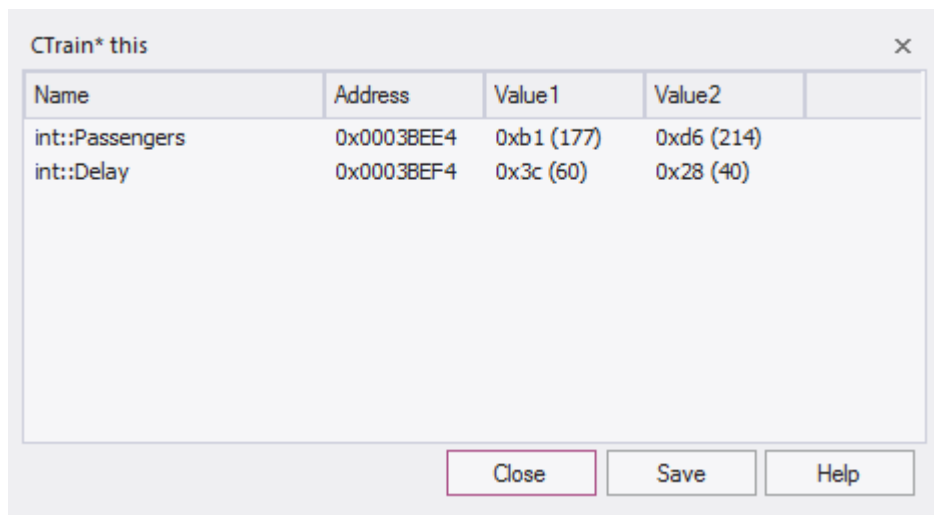 CTrain* this
Name Address Value1 Value2
int::Passengers 0x0003BEE4 0xb1 (177) 0xd6 (214)
int::Delay 0x0003BEF4 0x3c (60) 0x28 (40)
Close Save Help